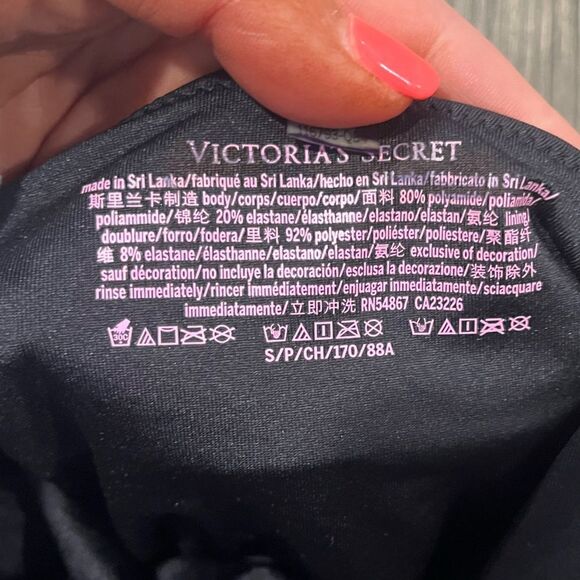 VICTORIA'S SECRET
made in Sri Lanka/fabriqué au Sri Lanka/hecho en Sri Lanka/fabbricato in Sri Lanka/
斯里兰卡制造 body/corps/cuerpo/corpo/面料 80% polyamide/poliamida/
poliammide/锦纶 20% elastane/élasthanne/elastano/elastan/氨纶 lining/
doublure/forro/fodera/里料 92% polyester/poliéster/poliestere/聚酯纤
维 8% elastane/élasthanne/elastano/elastan/氨纶 exclusive of decoration/
sauf décoration/no incluye la decoración/esclusa la decorazione/装饰除外
rinse immediately/rincer immédiatement/enjuagar inmediatamente/sciacquare
immediatamente/立即冲洗 RN54867 CA23226
30C
S/P/CH/170/88A